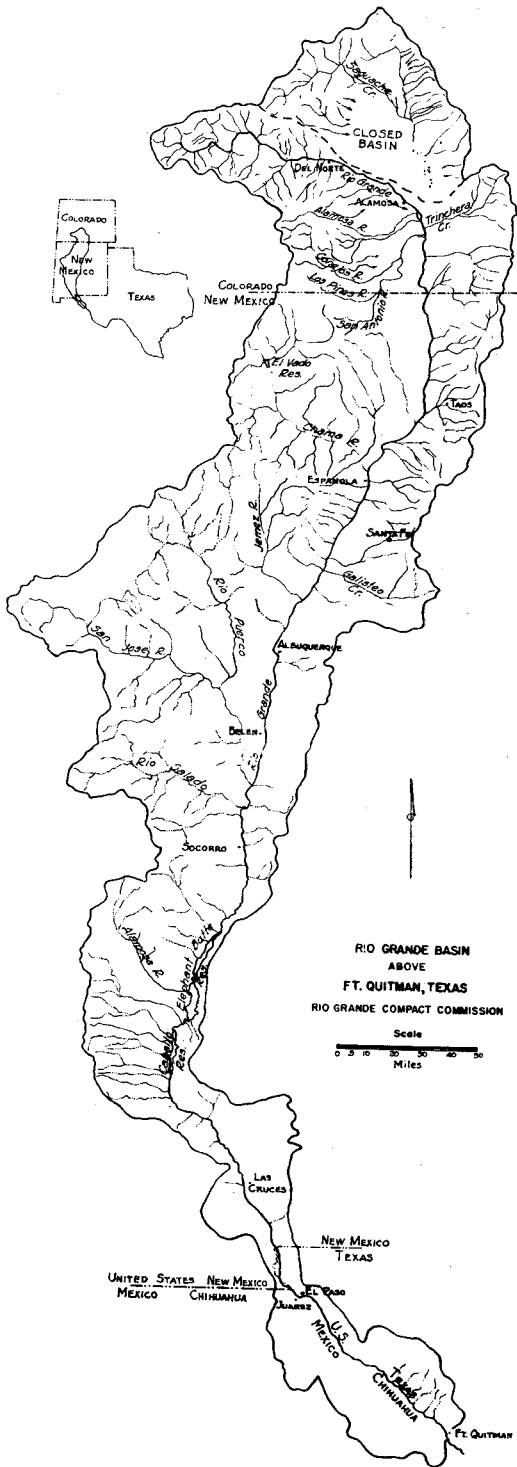 Saguache
Cr.
CLOSED
BASIN
DEL NORTE
Rio Grande
ALAMOSA
Alamosa R.
Trinchera
Cr.
Conejos R.
Los Pinos R.
San Antonio R.
COLORADO
NEW MEXICO
COLORADO
NEW
MEXICO
TEXAS
El Vado
Res.
TAOS
Chama R.
ESPANOLA
Jemez R.
SANTA FE
Galisteo
Cr.
Rio
Puerco
San
Jose R.
ALBUQUERQUE
BELEN
Rio Grande
Rio Salado
SOCORRO
Alamosa R.
Elephant Butte
Res.
Caballo
Res.
RIO GRANDE BASIN
ABOVE
FT. QUITMAN, TEXAS
RIO GRANDE COMPACT COMMISSION
Scale
0 5 10 20 30 40 50
Miles
LAS
CRUCES
NEW MEXICO
TEXAS
UNITED STATES NEW MEXICO
MEXICO CHIHUAHUA
EL PASO
JUAREZ
U.S.
MEXICO
TEXAS
CHIHUAHUA
FT. QUITMAN